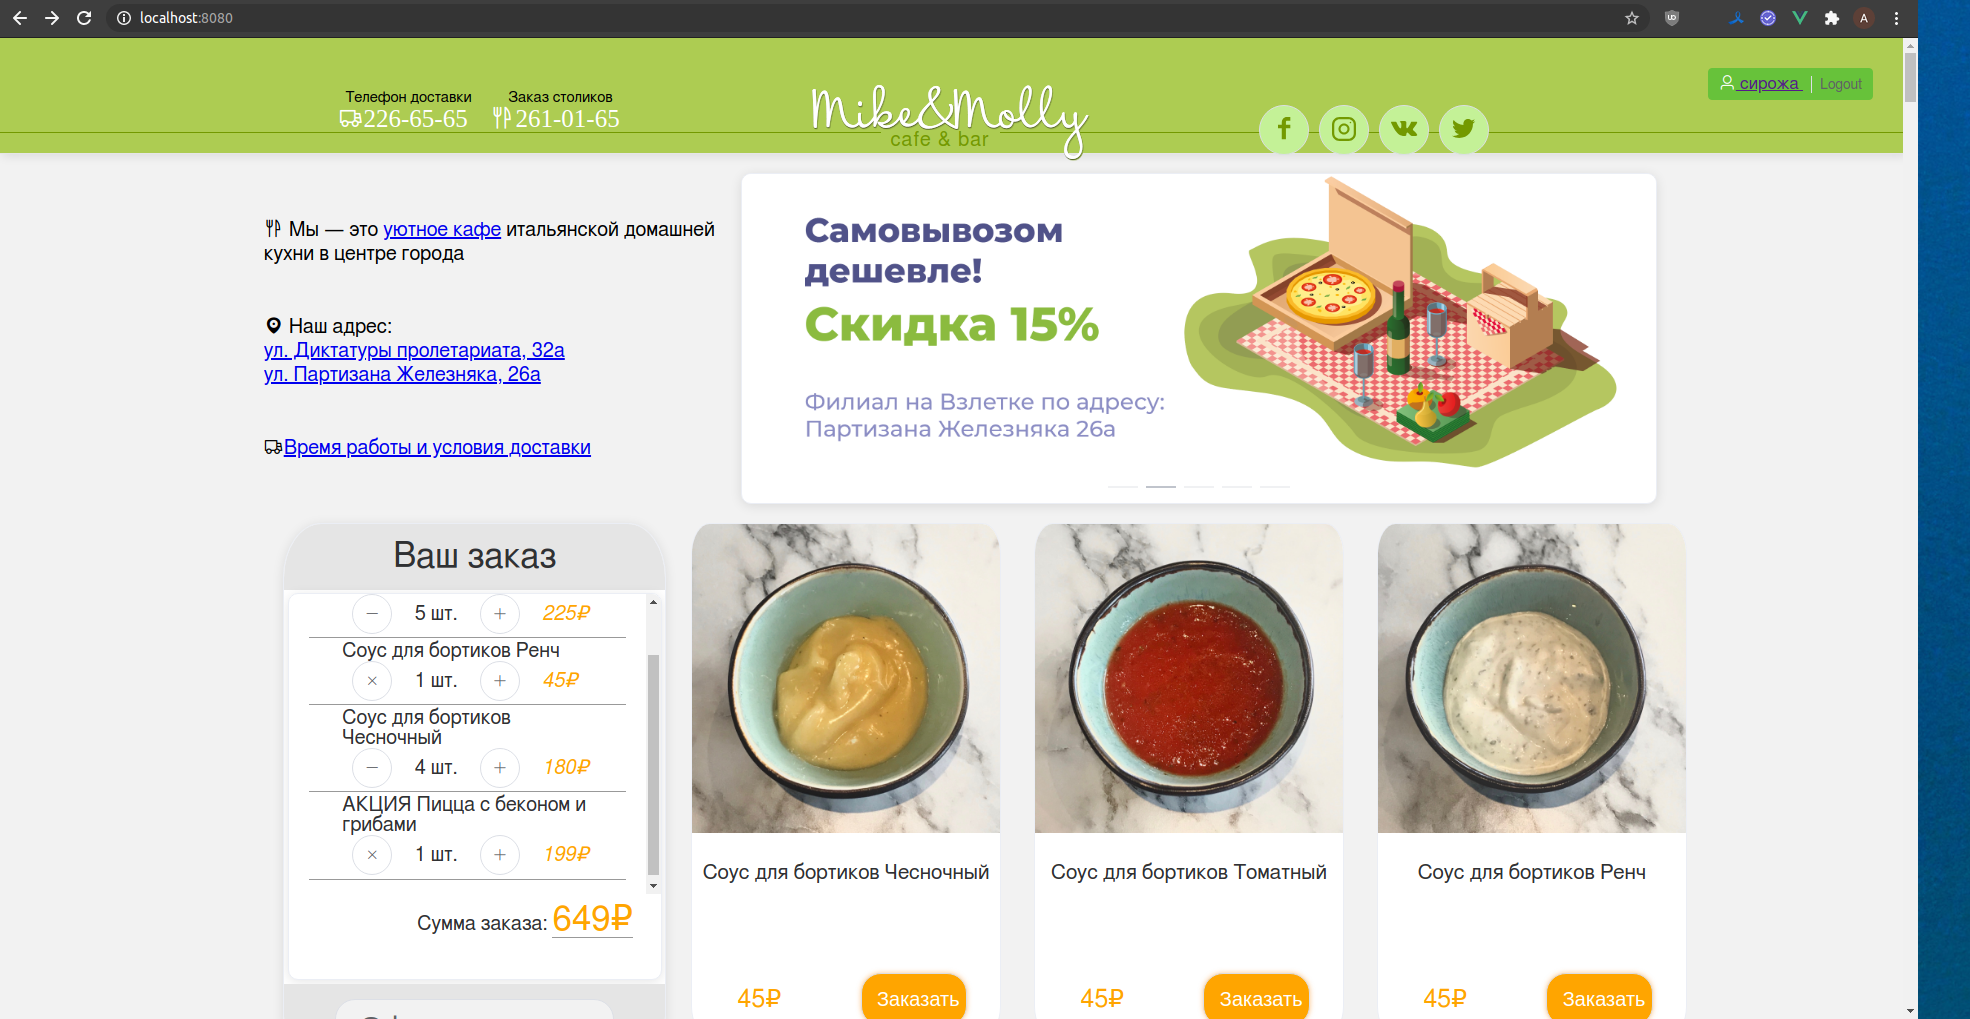 localhost:8080
Телефон доставки
226-65-65
Заказ столиков
261-01-65
Mike&Molly
cafe & bar
сирожа
Logout
Мы — это уютное кафе итальянской домашней
кухни в центре города
Наш адрес:
ул. Диктатуры пролетариата, 32а
ул. Партизана Железняка, 26а
Время работы и условия доставки
Самовывозом
дешевле!
Скидка 15%
Филиал на Взлетке по адресу:
Партизана Железняка 26а
Ваш заказ
− 5 шт. + 225₽
Соус для бортиков Ренч
× 1 шт. + 45₽
Соус для бортиков
Чесночный
− 4 шт. + 180₽
АКЦИЯ Пицца с беконом и
грибами
× 1 шт. + 199₽
Сумма заказа: 649₽
Соус для бортиков Чесночный
45₽ Заказать
Соус для бортиков Томатный
45₽ Заказать
Соус для бортиков Ренч
45₽ Заказать